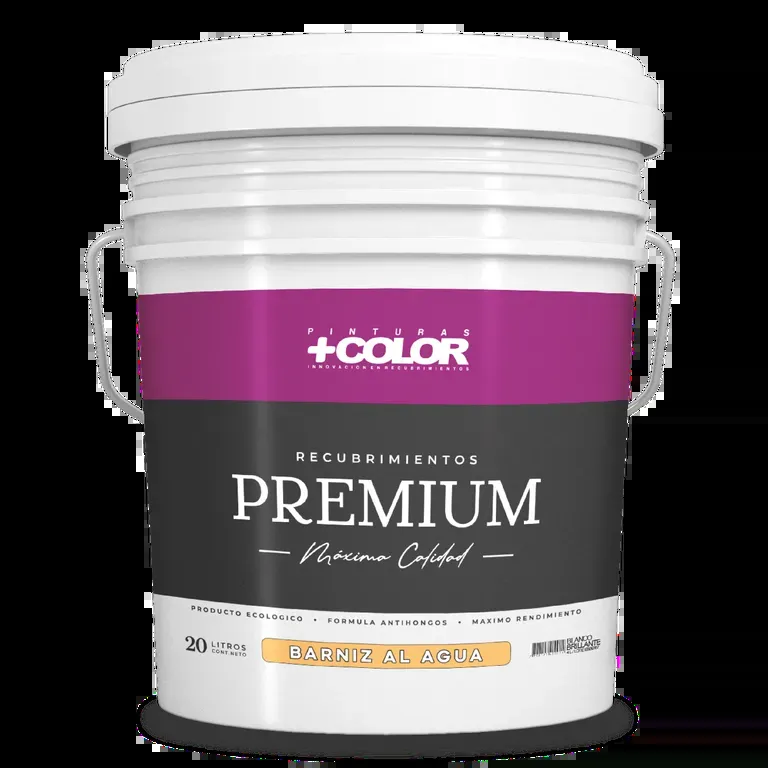 PINTURAS
+COLOR
INNOVACION EN RECUBRIMIENTOS
RECUBRIMIENTOS
PREMIUM
Máxima Calidad
PRODUCTO ECOLOGICO • FORMULA ANTIHONGOS • MAXIMO RENDIMIENTO
20 LITROS
CONT.NETO
BARNIZ AL AGUA
BLANCO
BRILLANTE